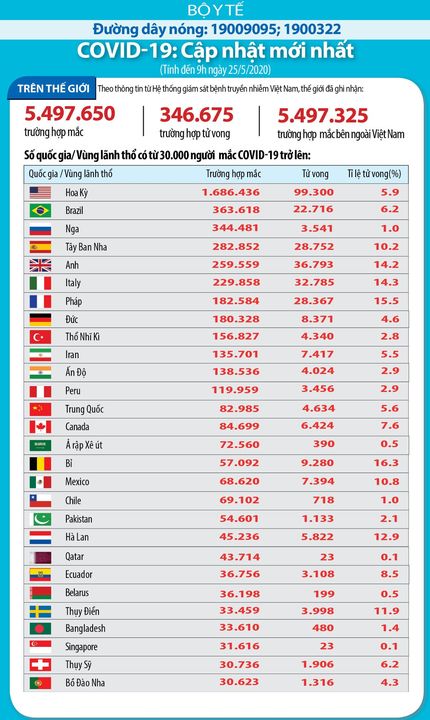 BỘ Y TẾ
Đường dây nóng: 19009095; 1900322
COVID-19: Cập nhật mới nhất
(Tính đến 9h ngày 25/5/2020)
TRÊN THẾ GIỚI Theo thông tin từ Hệ thống giám sát bệnh truyền nhiễm Việt Nam, thế giới đã ghi nhận:
5.497.650 346.675 5.497.325
trường hợp mắc trường hợp tử vong trường hợp mắc bên ngoài Việt Nam
Số quốc gia/ Vùng lãnh thổ có từ 30.000 người mắc COVID-19 trở lên:
Quốc gia/ Vùng lãnh thổ Trường hợp mắc Tử vong Tỉ lệ tử vong(%)
Hoa Kỳ 1.686.436 99.300 5.9
Brazil 363.618 22.716 6.2
Nga 344.481 3.541 1.0
Tây Ban Nha 282.852 28.752 10.2
Anh 259.559 36.793 14.2
Italy 229.858 32.785 14.3
Pháp 182.584 28.367 15.5
Đức 180.328 8.371 4.6
Thổ Nhĩ Kì 156.827 4.340 2.8
Iran 135.701 7.417 5.5
Ấn Độ 138.536 4.024 2.9
Peru 119.959 3.456 2.9
Trung Quốc 82.985 4.634 5.6
Canada 84.699 6.424 7.6
Ả rập Xê út 72.560 390 0.5
Bỉ 57.092 9.280 16.3
Mexico 68.620 7.394 10.8
Chile 69.102 718 1.0
Pakistan 54.601 1.133 2.1
Hà Lan 45.236 5.822 12.9
Qatar 43.714 23 0.1
Ecuador 36.756 3.108 8.5
Belarus 36.198 199 0.5
Thụy Điển 33.459 3.998 11.9
Bangladesh 33.610 480 1.4
Singapore 31.616 23 0.1
Thụy Sỹ 30.736 1.906 6.2
Bồ Đào Nha 30.623 1.316 4.3